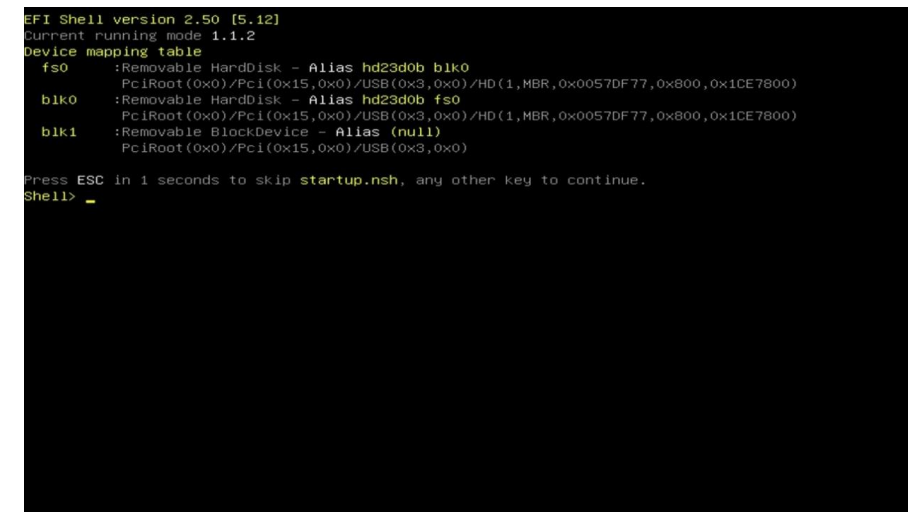 EFI Shell version 2.50 [5.12]
Current running mode 1.1.2
Device mapping table
fs0 :Removable HardDisk - Alias hd23d0b blk0
PciRoot(0x0)/Pci(0x15,0x0)/USB(0x3,0x0)/HD(1,MBR,0x0057DF77,0x800,0x1CE7800)
blk0 :Removable HardDisk - Alias hd23d0b fs0
PciRoot(0x0)/Pci(0x15,0x0)/USB(0x3,0x0)/HD(1,MBR,0x0057DF77,0x800,0x1CE7800)
blk1 :Removable BlockDevice - Alias (null)
PciRoot(0x0)/Pci(0x15,0x0)/USB(0x3,0x0)
Press ESC in 1 seconds to skip startup.nsh, any other key to continue.
Shell> _